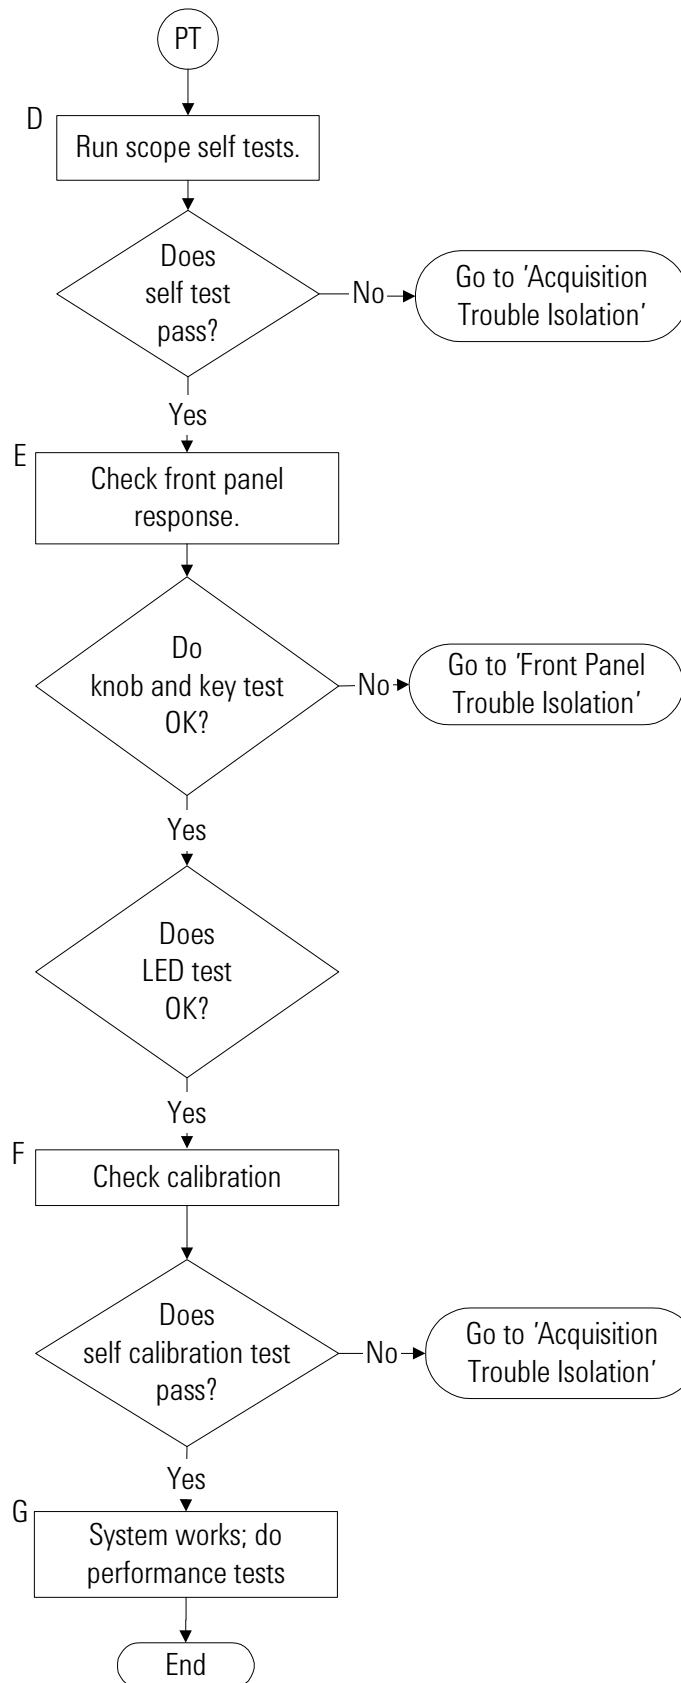 PT
D
Run scope self tests.
Does
self test
pass?
No
Go to 'Acquisition
Trouble Isolation'
Yes
E
Check front panel
response.
Do
knob and key test
OK?
No
Go to 'Front Panel
Trouble Isolation'
Yes
Does
LED test
OK?
Yes
F
Check calibration
Does
self calibration test
pass?
No
Go to 'Acquisition
Trouble Isolation'
Yes
G
System works; do
performance tests
End